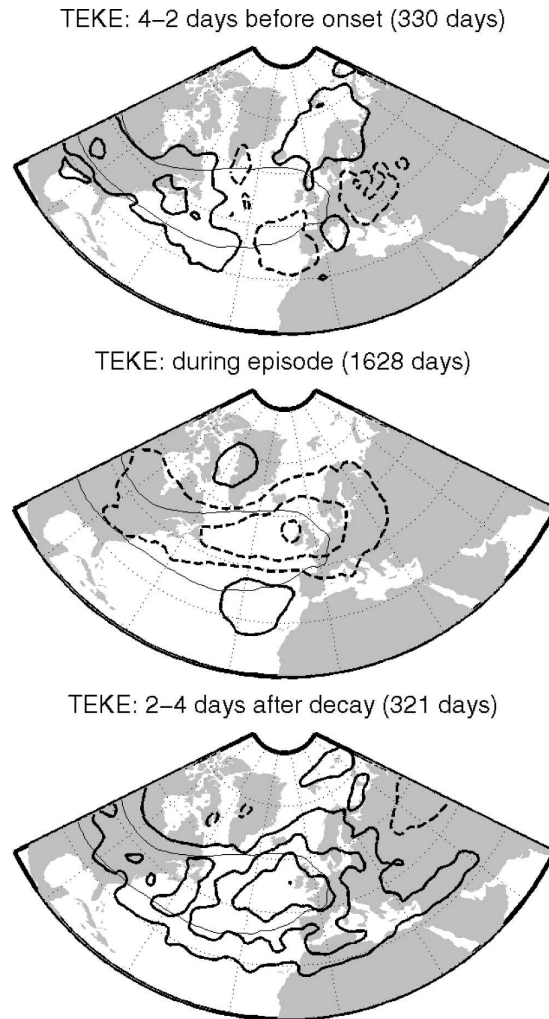 TEKE: 4–2 days before onset (330 days)
TEKE: during episode (1628 days)
TEKE: 2–4 days after decay (321 days)